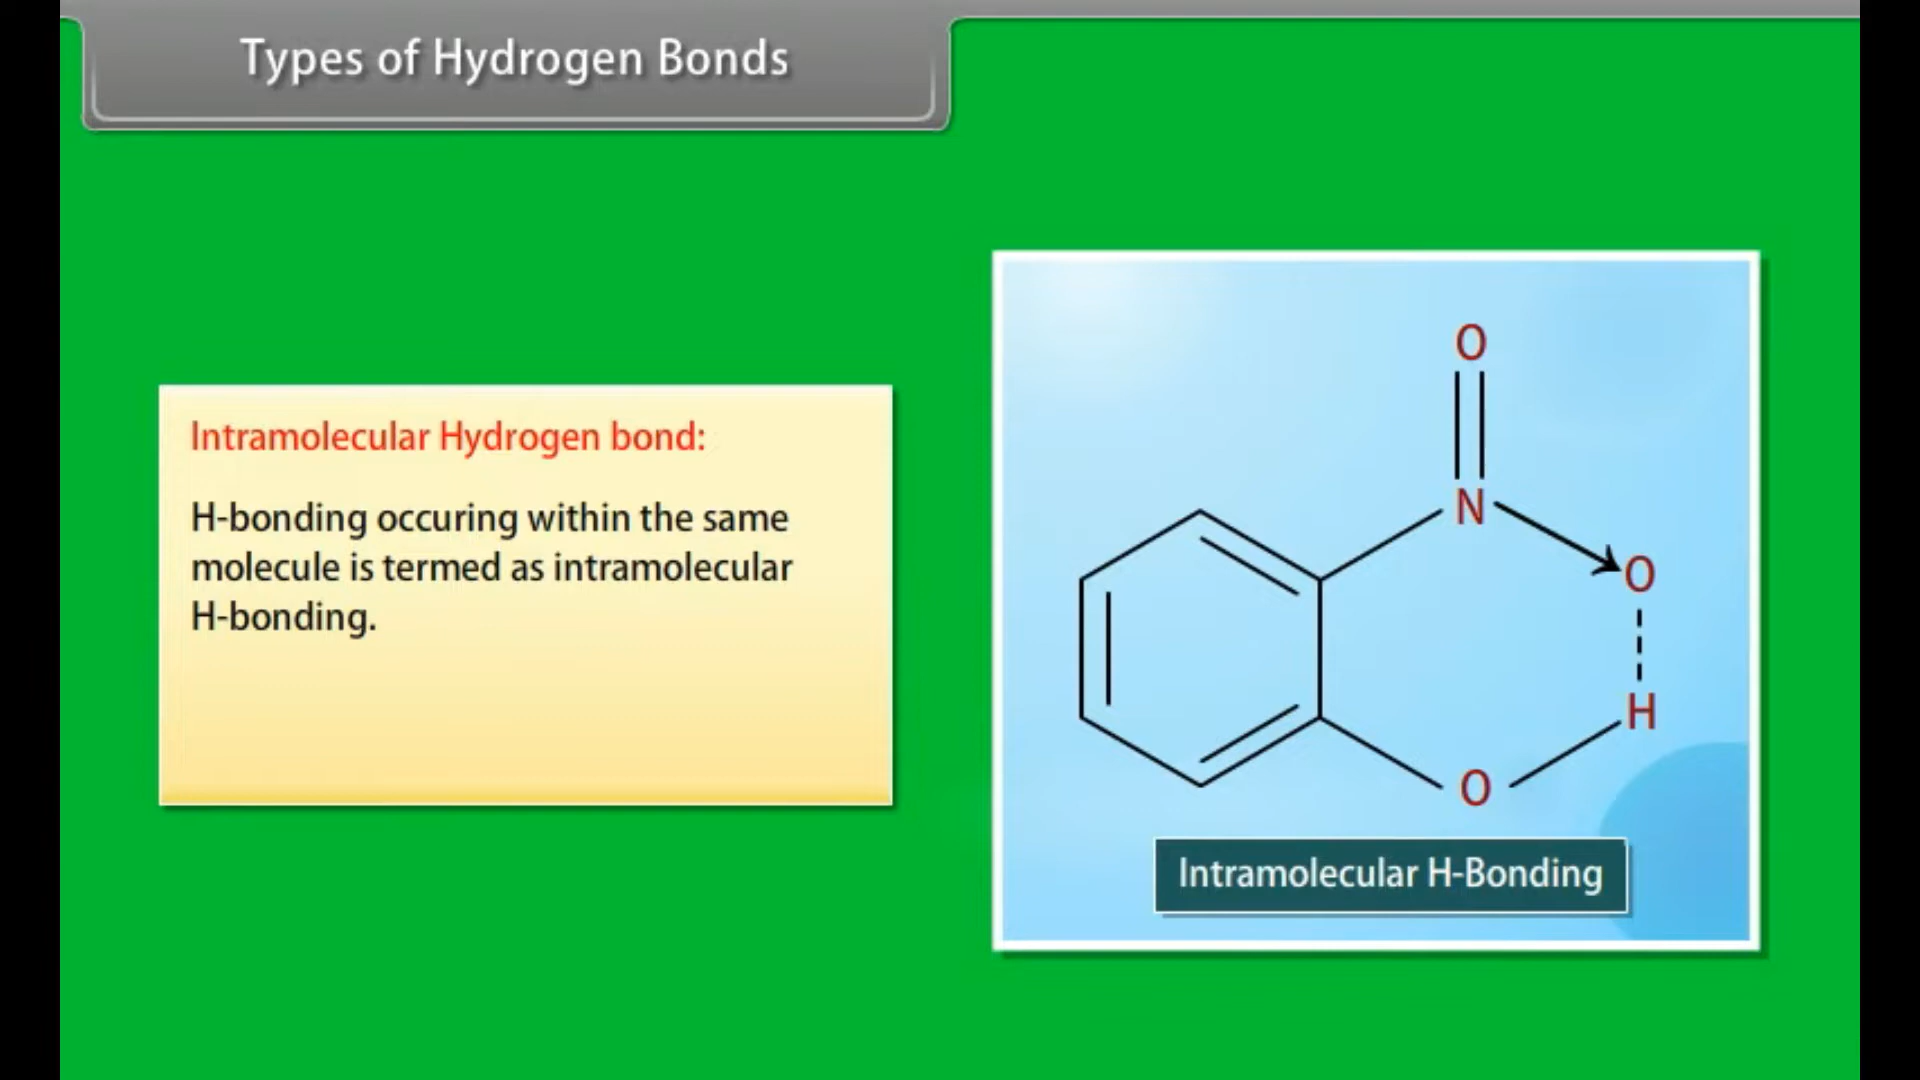 Types of Hydrogen Bonds
Intramolecular Hydrogen bond:
H-bonding occuring within the same
molecule is termed as intramolecular
H-bonding.
O
N
O
H
O
Intramolecular H-Bonding